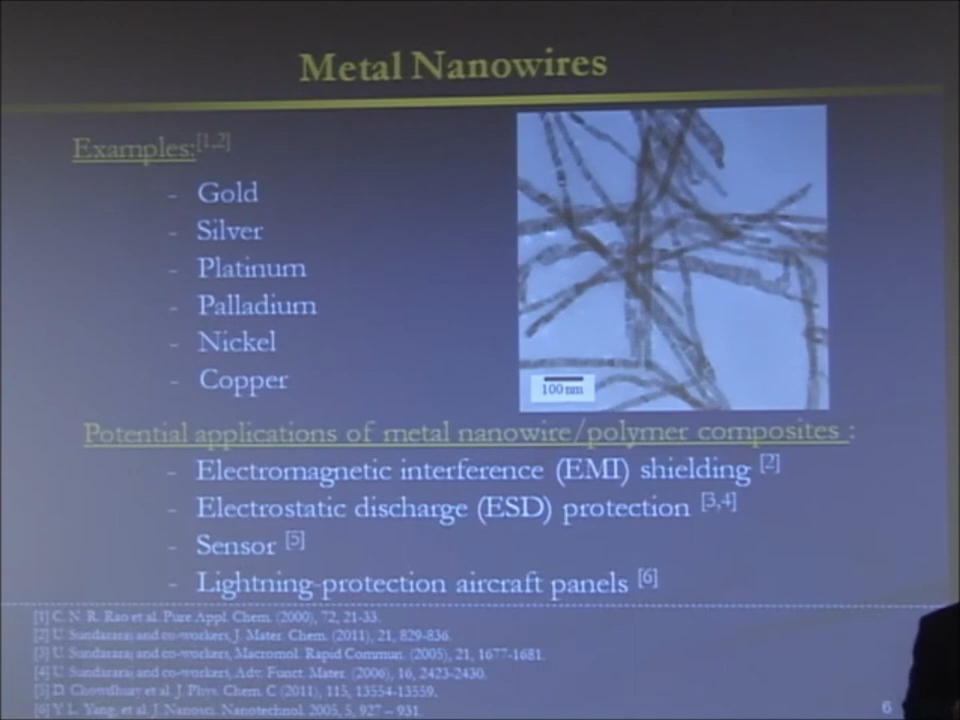 Metal Nanowires
Examples:[1,2]
- Gold
- Silver
- Platinum
- Palladium
- Nickel
- Copper
100 nm
Potential applications of metal nanowire/polymer composites :
- Electromagnetic interference (EMI) shielding [2]
- Electrostatic discharge (ESD) protection [3,4]
- Sensor [5]
- Lightning-protection aircraft panels [6]
[1] C. N. R. Rao et al. Pure Appl. Chem. (2000), 72, 21-33.
[2] U. Sundararaj and co-workers, J. Mater. Chem. (2011), 21, 829-836.
[3] U. Sundararaj and co-workers, Macromol. Rapid Commun. (2005), 21, 1677-1681.
[4] U. Sundararaj and co-workers, Adv. Funct. Mater. (2006), 16, 2423-2430.
[5] D. Chowdhury et al. J. Phys. Chem. C (2011), 115, 13554-13559.
[6] Y. L. Yang, et al. J. Nanosci. Nanotechnol. 2005, 5, 927 – 931.
6